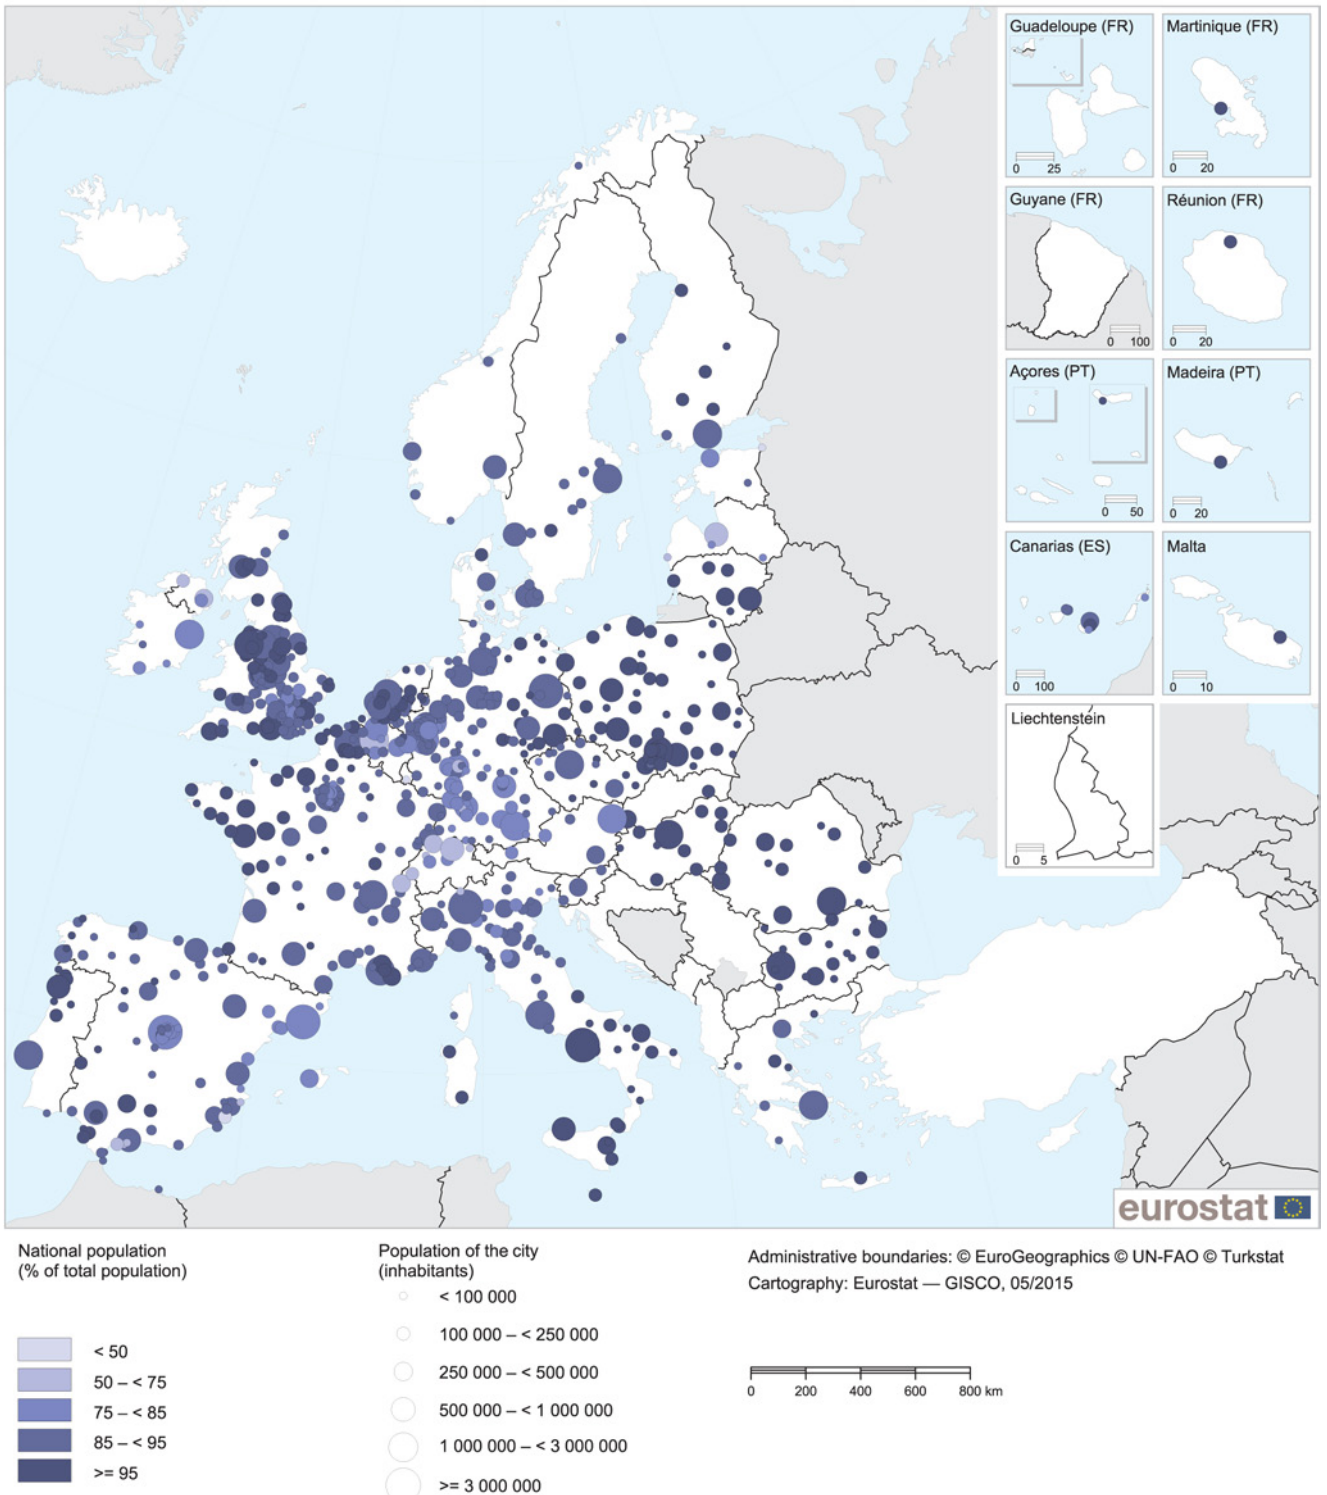 Guadeloupe (FR)
0 25
Martinique (FR)
0 20
Guyane (FR)
0 100
Réunion (FR)
0 20
Açores (PT)
0 50
Madeira (PT)
0 20
Canarias (ES)
0 100
Malta
0 10
Liechtenstein
0 5
eurostat
National population
(% of total population)
< 50
50 – < 75
75 – < 85
85 – < 95
>= 95
Population of the city
(inhabitants)
< 100 000
100 000 – < 250 000
250 000 – < 500 000
500 000 – < 1 000 000
1 000 000 – < 3 000 000
>= 3 000 000
Administrative boundaries: © EuroGeographics © UN-FAO © Turkstat
Cartography: Eurostat — GISCO, 05/2015
0 200 400 600 800 km